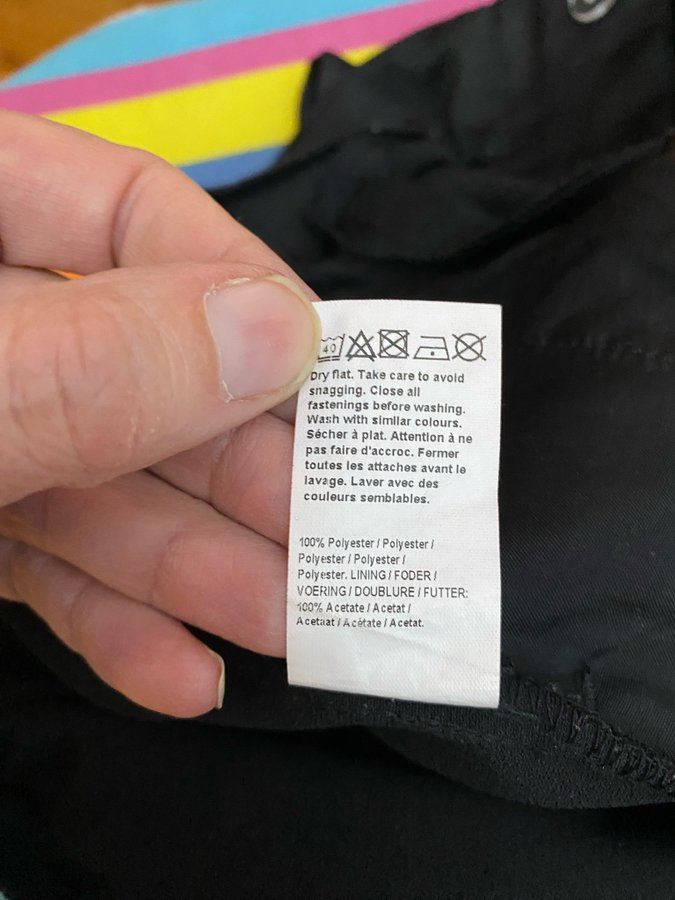 40
Dry flat. Take care to avoid
snagging. Close all
fastenings before washing.
Wash with similar colours.
Sécher à plat. Attention à ne
pas faire d'accroc. Fermer
toutes les attaches avant le
lavage. Laver avec des
couleurs semblables.
100% Polyester / Polyester /
Polyester / Polyester /
Polyester. LINING / FODER /
VOERING / DOUBLURE / FUTTER:
100% Acetate / Acetat /
Acetaat / Acétate / Acetat.